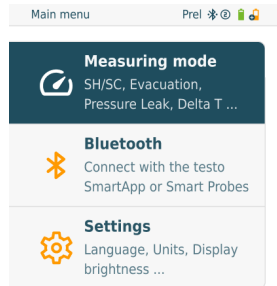 Main menu Prel ②
Measuring mode
SH/SC, Evacuation,
Pressure Leak, Delta T ...
Bluetooth
Connect with the testo
SmartApp or Smart Probes
Settings
Language, Units, Display
brightness ...